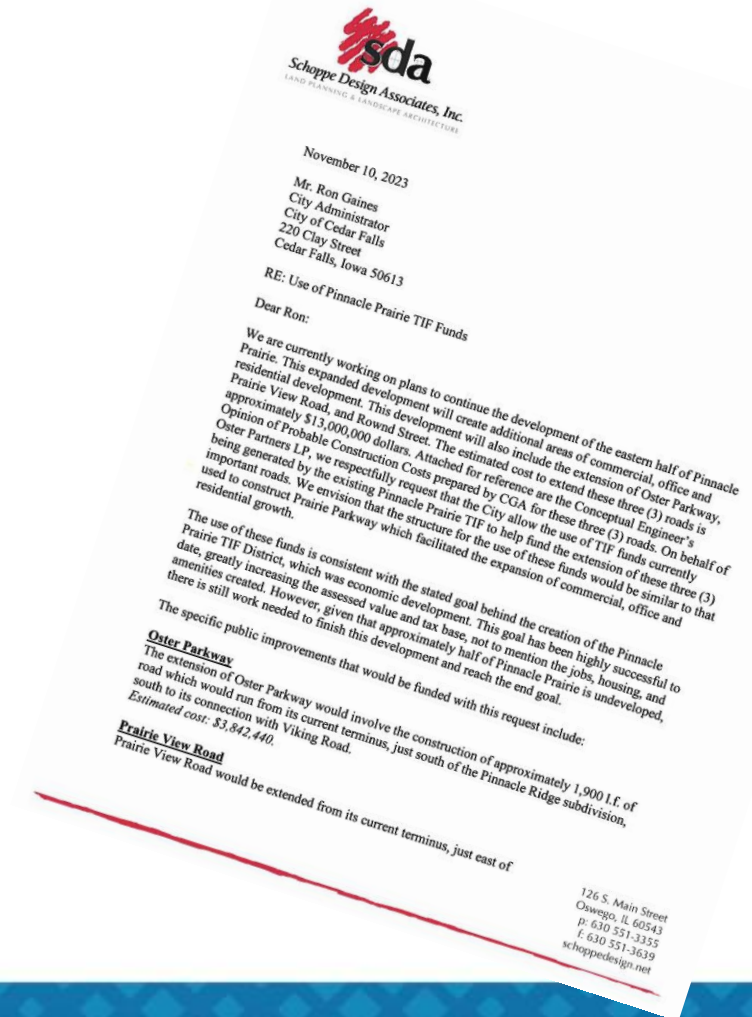 sda
Schoppe Design Associates, Inc.
LAND PLANNING & LANDSCAPE ARCHITECTURE
November 10, 2023
Mr. Ron Gaines
City Administrator
City of Cedar Falls
220 Clay Street
Cedar Falls, Iowa 50613
RE: Use of Pinnacle Prairie TIF Funds
Dear Ron:
We are currently working on plans to continue the development of the eastern half of Pinnacle
Prairie. This expanded development will create additional areas of commercial, office and
residential development. This development will also include the extension of Oster Parkway,
Prairie View Road, and Rownd Street. The estimated cost to extend these three (3) roads is
approximately $13,000,000 dollars. Attached for reference are the Conceptual Engineer's
Opinion of Probable Construction Costs prepared by CGA for these three (3) roads. On behalf of
Oster Partners LP, we respectfully request that the City allow the use of TIF funds currently
being generated by the existing Pinnacle Prairie TIF to help fund the extension of these three (3)
important roads. We envision that the structure for the use of these funds would be similar to that
used to construct Prairie Parkway which facilitated the expansion of commercial, office and
residential growth.
The use of these funds is consistent with the stated goal behind the creation of the Pinnacle
Prairie TIF District, which was economic development. This goal has been highly successful to
date, greatly increasing the assessed value and tax base, not to mention the jobs, housing, and
amenities created. However, given that approximately half of Pinnacle Prairie is undeveloped,
there is still work needed to finish this development and reach the end goal.
The specific public improvements that would be funded with this request include:
Oster Parkway
The extension of Oster Parkway would involve the construction of approximately 1,900 l.f. of
road which would run from its current terminus, just south of the Pinnacle Ridge subdivision,
south to its connection with Viking Road.
Estimated cost: $3,842,440.
Prairie View Road
Prairie View Road would be extended from its current terminus, just east of
126 S. Main Street
Oswego, IL 60543
p: 630 551-3355
f: 630 551-3639
schoppedesign.net